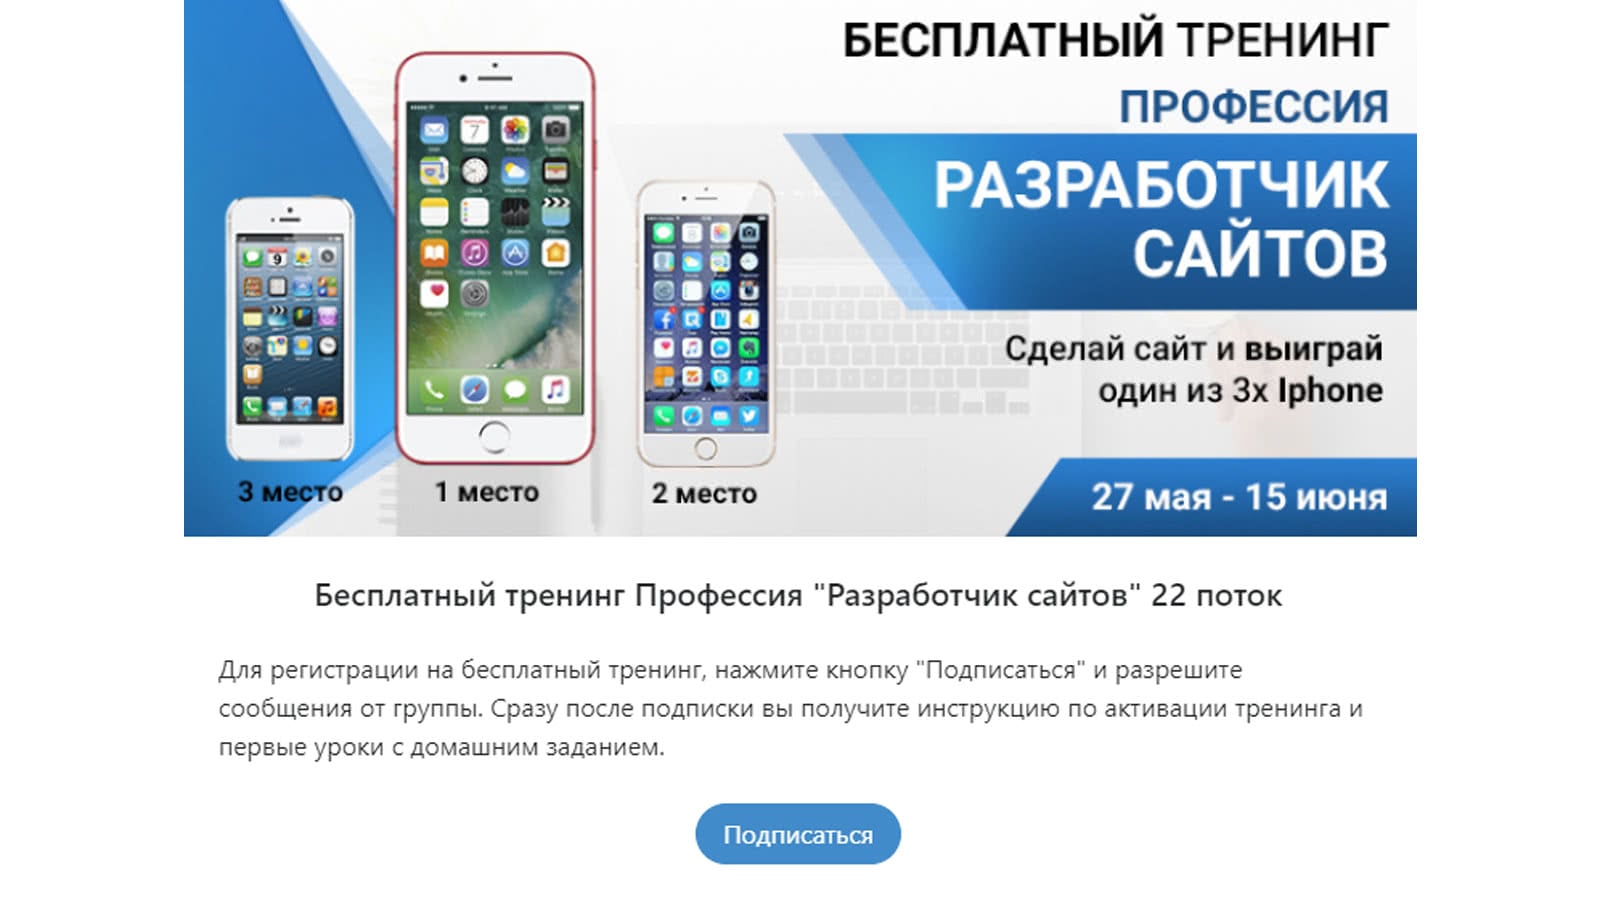 БЕСПЛАТНЫЙ ТРЕНИНГ
ПРОФЕССИЯ
РАЗРАБОТЧИК
САЙТОВ
Сделай сайт и выиграй
один из 3х Iphone
3 место
1 место
2 место
27 мая - 15 июня
Бесплатный тренинг Профессия "Разработчик сайтов" 22 поток
Для регистрации на бесплатный тренинг, нажмите кнопку "Подписаться" и разрешите
сообщения от группы. Сразу после подписки вы получите инструкцию по активации тренинга и
первые уроки с домашним заданием.
Подписаться